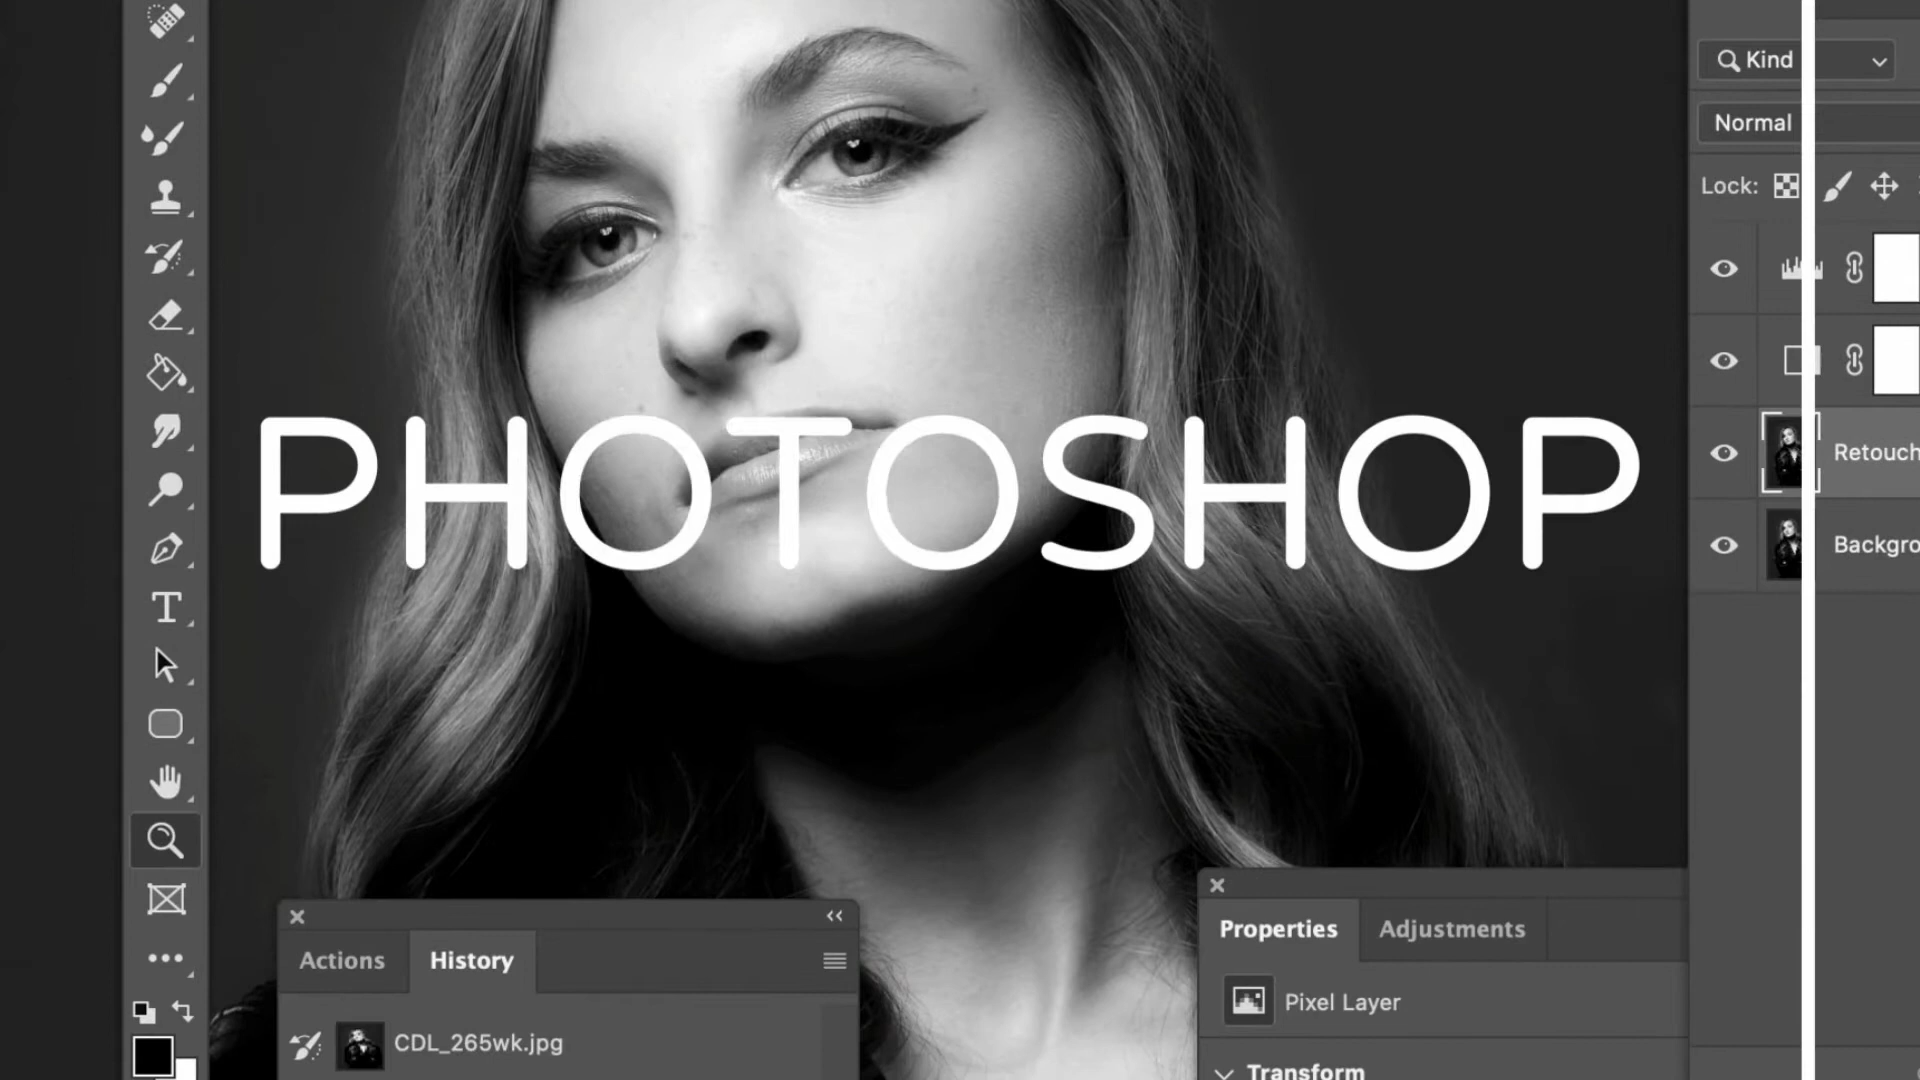 Kind
Normal
Lock:
PHOTOSHOP
Retouch
Backgro
Properties
Adjustments
Actions
History
Pixel Layer
CDL_265wk.jpg
Transform